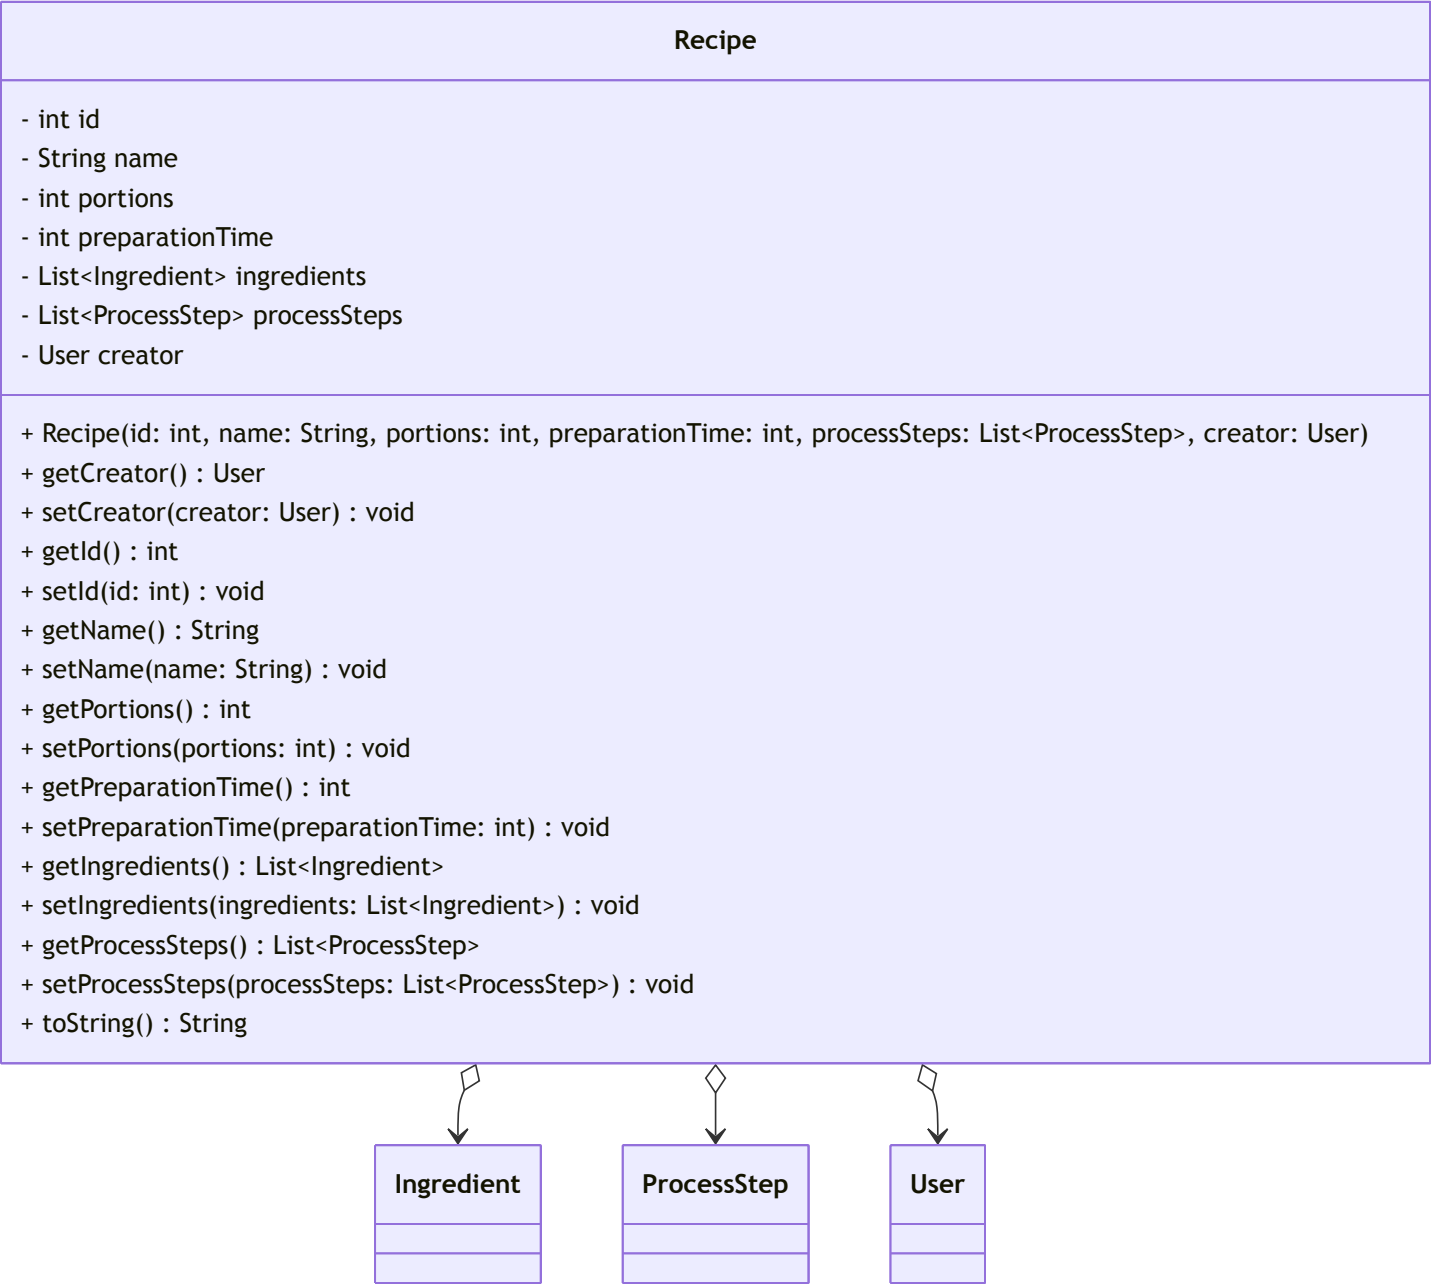 Recipe
- int id
- String name
- int portions
- int preparationTime
- List<Ingredient> ingredients
- List<ProcessStep> processSteps
- User creator
+ Recipe(id: int, name: String, portions: int, preparationTime: int, processSteps: List<ProcessStep>, creator: User)
+ getCreator() : User
+ setCreator(creator: User) : void
+ getId() : int
+ setId(id: int) : void
+ getName() : String
+ setName(name: String) : void
+ getPortions() : int
+ setPortions(portions: int) : void
+ getPreparationTime() : int
+ setPreparationTime(preparationTime: int) : void
+ getIngredients() : List<Ingredient>
+ setIngredients(ingredients: List<Ingredient>) : void
+ getProcessSteps() : List<ProcessStep>
+ setProcessSteps(processSteps: List<ProcessStep>) : void
+ toString() : String
Ingredient
ProcessStep
User